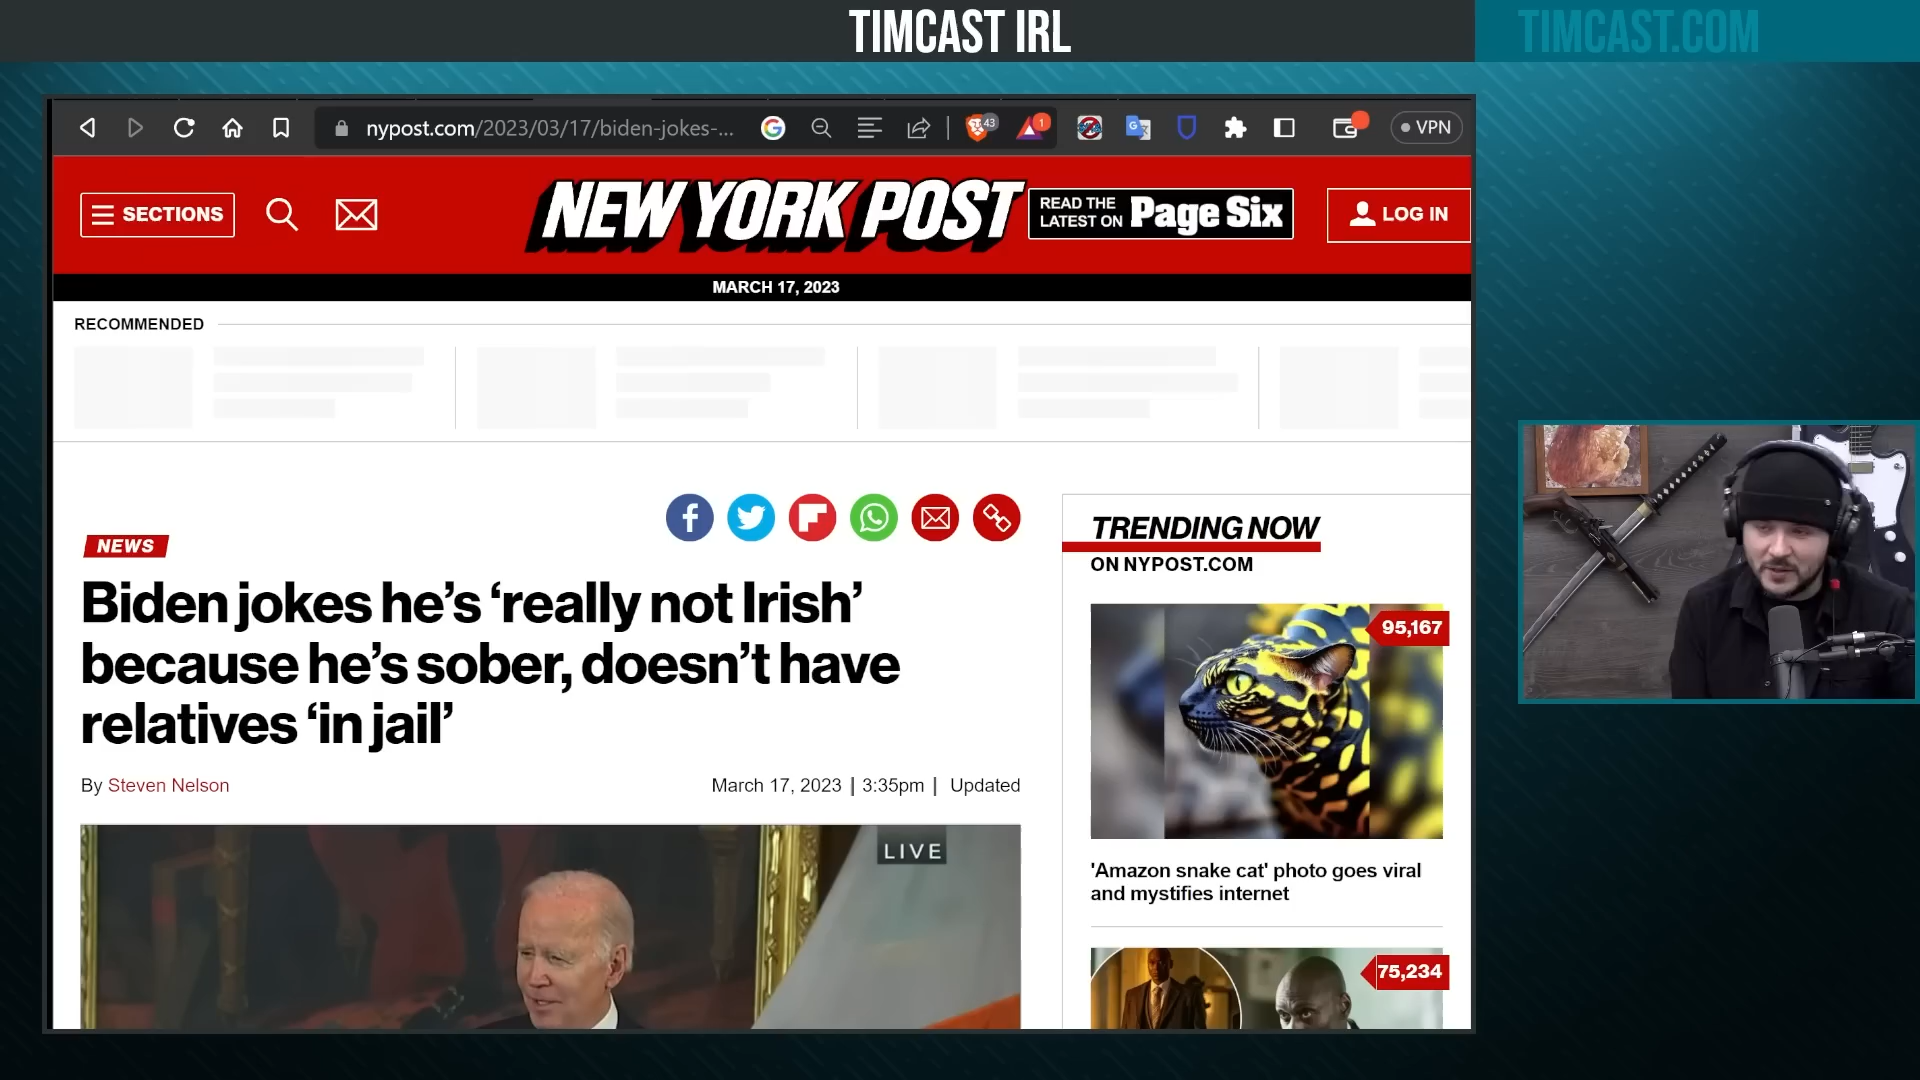 TIMCAST IRL
TIMCAST.COM
nypost.com/2023/03/17/biden-jokes-...
43
1
VPN
SECTIONS
NEW YORK POST
READ THE
LATEST ON
Page Six
LOG IN
MARCH 17, 2023
RECOMMENDED
NEWS
Biden jokes he’s ‘really not Irish’
because he’s sober, doesn’t have
relatives ‘in jail’
By Steven Nelson
March 17, 2023 | 3:35pm | Updated
LIVE
TRENDING NOW
ON NYPOST.COM
95,167
'Amazon snake cat' photo goes viral
and mystifies internet
75,234